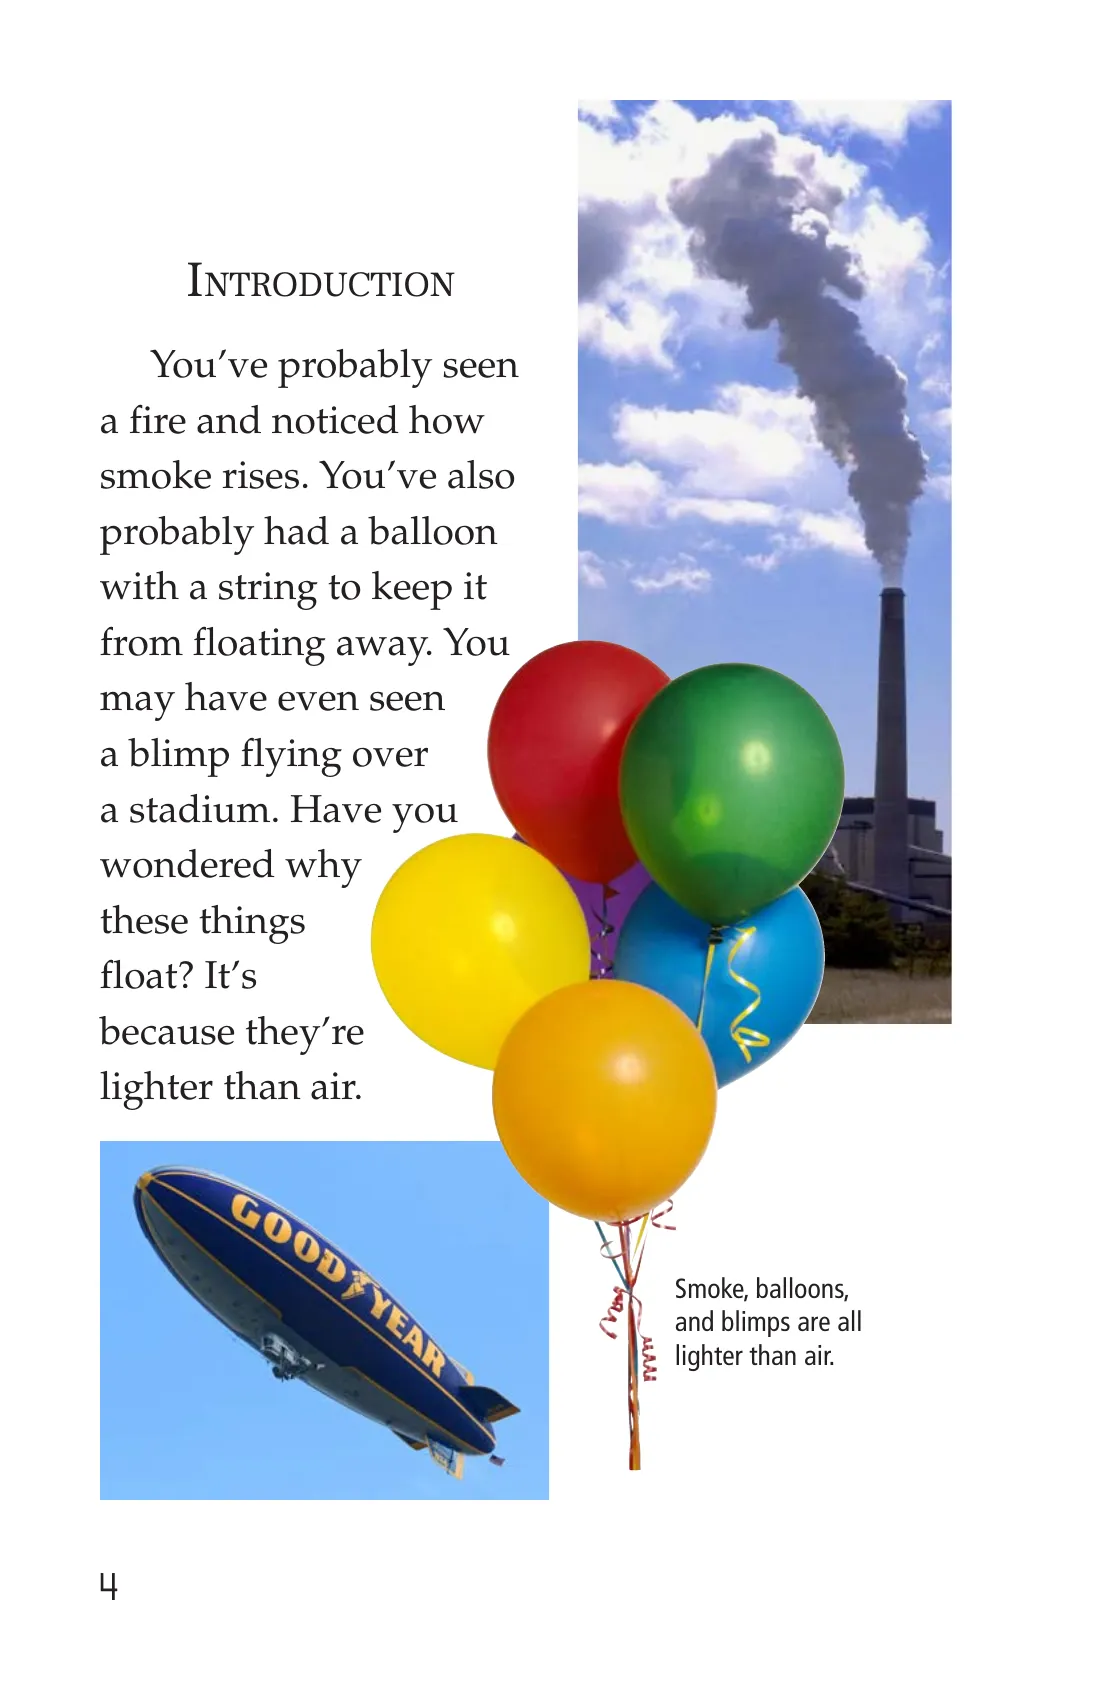 INTRODUCTION
You’ve probably seen
a fire and noticed how
smoke rises. You’ve also
probably had a balloon
with a string to keep it
from floating away. You
may have even seen
a blimp flying over
a stadium. Have you
wondered why
these things
float? It’s
because they’re
lighter than air.
GOOD YEAR
Smoke, balloons,
and blimps are all
lighter than air.
4